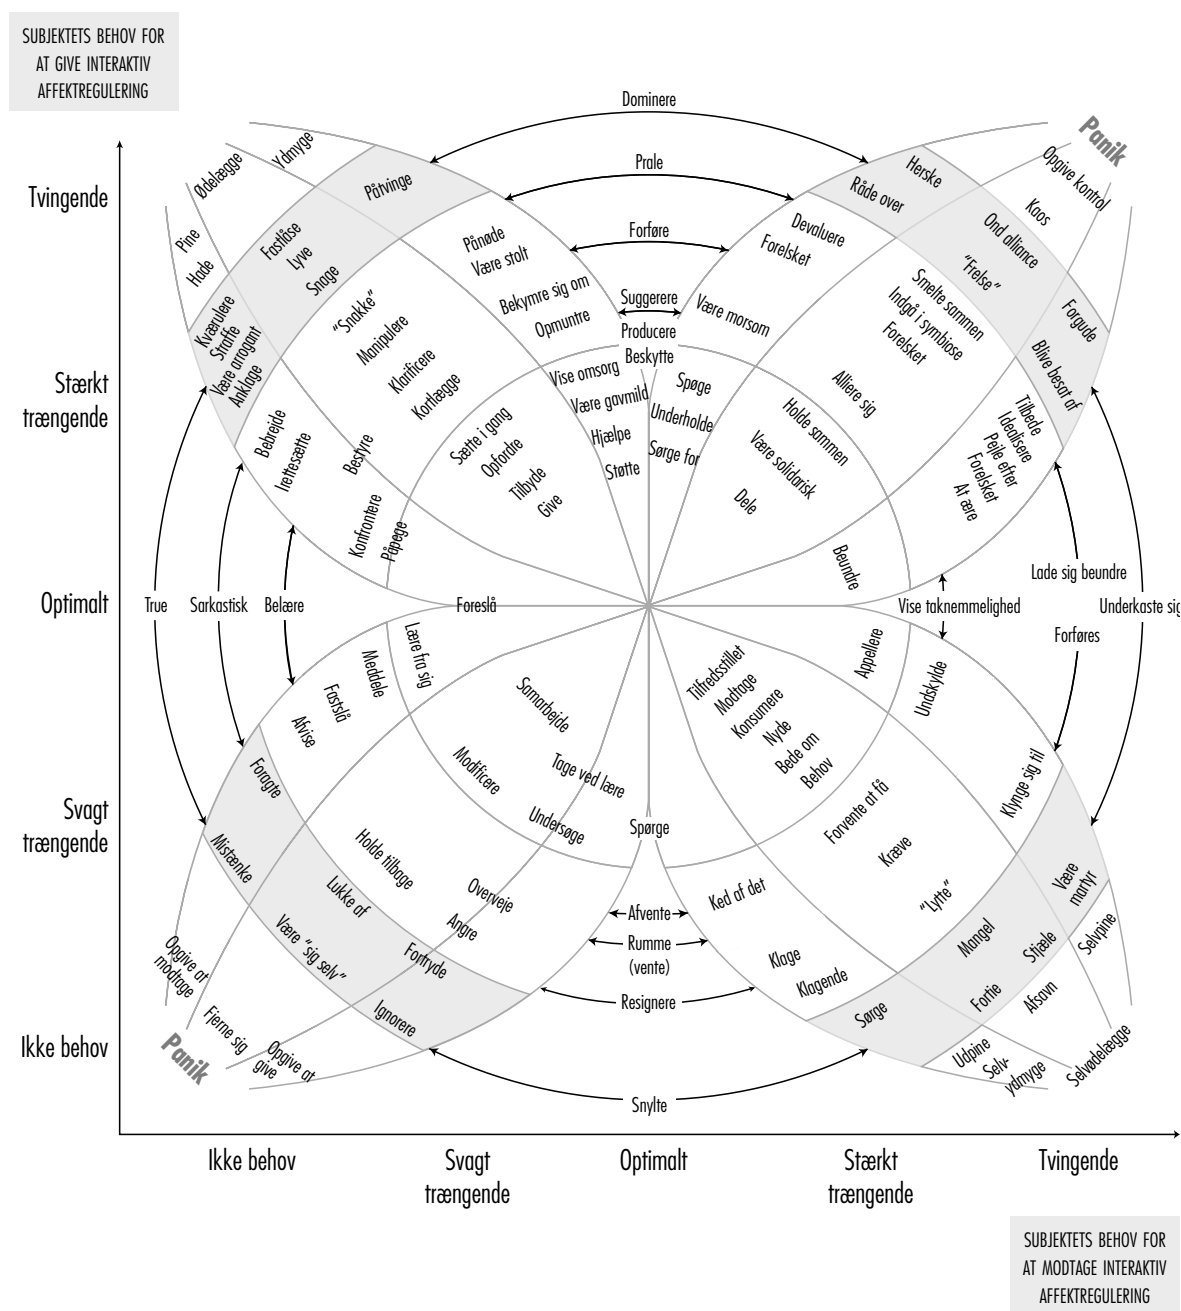 SUBJEKTETS BEHOV FOR
AT GIVE INTERAKTIV
AFFEKTREGULERING
Tvingende
Stærkt
trængende
Optimalt
Svagt
trængende
Ikke behov
Dominere
Prale
Forføre
Suggerere
Producere
Beskytte
Ødelægge
Ydmyge
Påtvinge
Pine
Hade
Fastlåse
Lyve
Snage
Kværulere
Straffe
Være arrogant
Anklage
Pånøde
Være stolt
Bekymre sig om
Opmuntre
"Snakke"
Manipulere
Klarificere
Kortlægge
Bebrejde
Irettesætte
Bestyre
Konfrontere
Påpege
Vise omsorg
Være gavmild
Hjælpe
Støtte
Sætte i gang
Opfordre
Tilbyde
Give
Panik
Opgive kontrol
Kaos
Herske
Råde over
Ond alliance
"Frelse"
Forgude
Blive besat af
Devaluere
Forelsket
Være morsom
Smelte sammen
Indgå i symbiose
Forelsket
Alliere sig
Spøge
Underholde
Sørge for
Holde sammen
Være solidarisk
Dele
Tilbede
Idealisere
Pejle efter
Forelsket
At ære
Beundre
True
Sarkastisk
Belære
Foreslå
Vise taknemmelighed
Lade sig beundre
Underkaste sig
Forføres
Lære fra sig
Meddele
Fastslå
Afvise
Samarbejde
Tage ved lære
Modificere
Undersøge
Spørge
Foragte
Mistænke
Holde tilbage
Lukke af
Være "sig selv"
Overveje
Angre
Fortryde
Ignorere
Opgive at
modtage
Fjerne sig
Opgive at
give
Panik
Tilfredsstillet
Modtage
Konsumere
Nyde
Bede om
Behov
Appellere
Undskylde
Klynge sig til
Forvente at få
Kræve
"Lytte"
Ked af det
Klage
Klagende
Sørge
Mangel
Stjæle
Fortie
Være
martyr
Selvpine
Afsavn
Udpine
Selv-
ydmyge
Selvødelægge
Afvente
Rumme
(vente)
Resignere
Snylte
Ikke behov
Svagt
trængende
Optimalt
Stærkt
trængende
Tvingende
SUBJEKTETS BEHOV FOR
AT MODTAGE INTERAKTIV
AFFEKTREGULERING